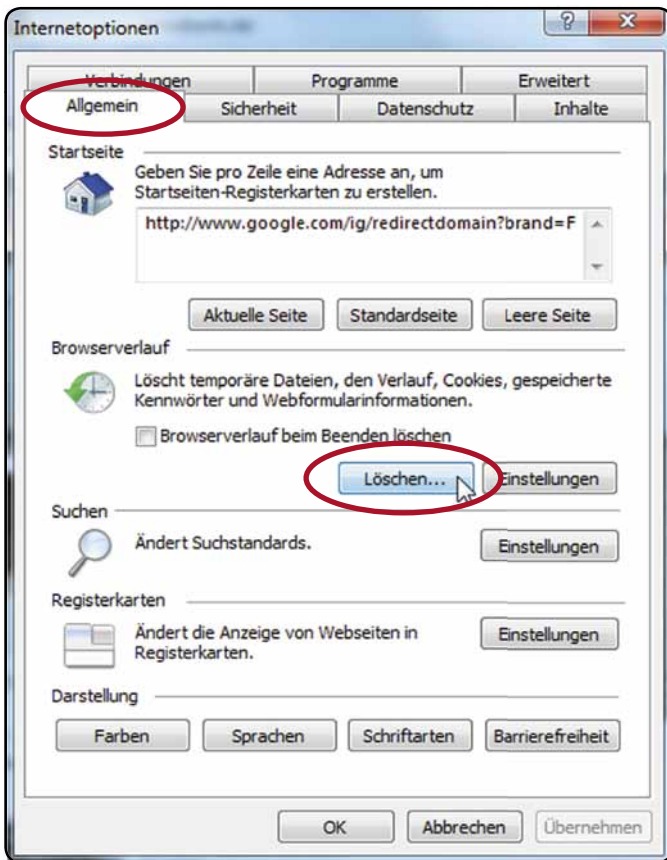 Internetoptionen
Verbindungen Programme Erweitert
Allgemein Sicherheit Datenschutz Inhalte
Startseite
Geben Sie pro Zeile eine Adresse an, um
Startseiten-Registerkarten zu erstellen.
http://www.google.com/ig/redirectdomain?brand=F
Aktuelle Seite Standardseite Leere Seite
Browserverlauf
Löscht temporäre Dateien, den Verlauf, Cookies, gespeicherte
Kennwörter und Webformularinformationen.
Browserverlauf beim Beenden löschen
Löschen... Einstellungen
Suchen
Ändert Suchstandards.
Einstellungen
Registerkarten
Ändert die Anzeige von Webseiten in
Registerkarten.
Einstellungen
Darstellung
Farben Sprachen Schriftarten Barrierefreiheit
OK Abbrechen Übernehmen